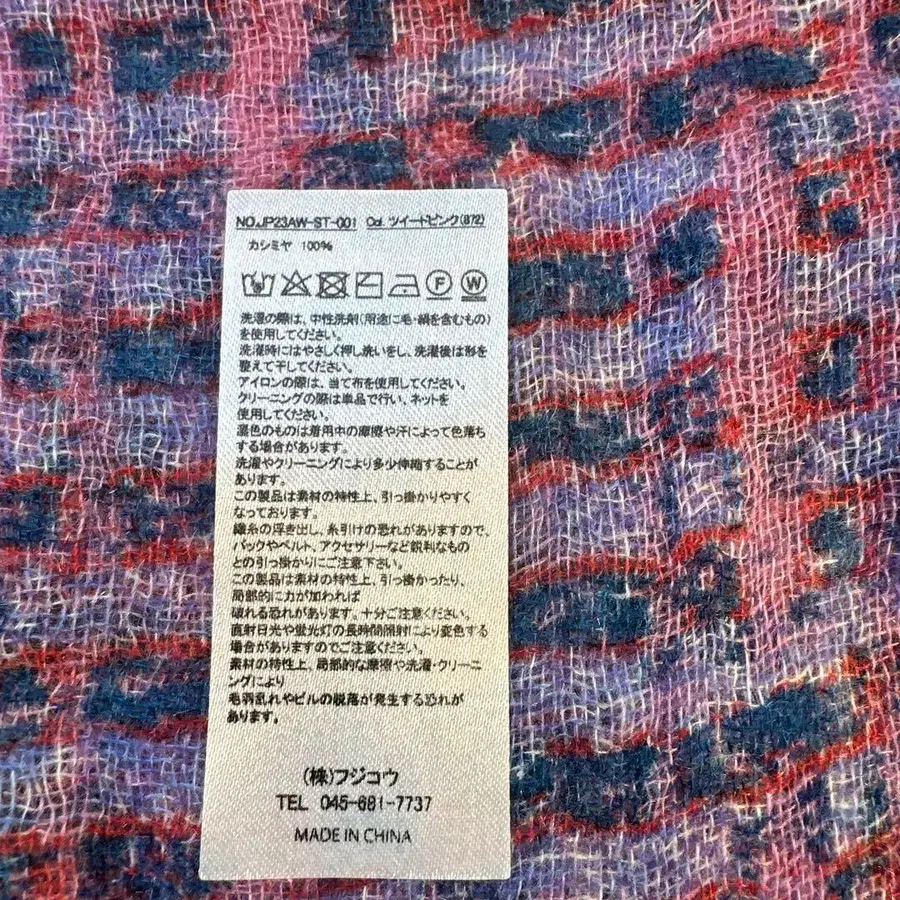 NO.JP23AW-ST-001 Col. ツイードピンク(872)
カシミヤ 100%
F W
洗濯の際は、中性洗剤(用途に毛・絹を含むもの)
を使用してください。
洗濯時にはやさしく押し洗いをし、洗濯後は形を
整えて干してください。
アイロンの際は、当て布を使用してください。
クリーニングの際は単品で行い、ネットを
使用してください。
湿色のものは着用中の摩擦や汗によって色落ち
する場合があります。
洗濯やクリーニングにより多少伸縮することが
あります。
この製品は素材の特性上、引っ掛かりやすく
なっております。
織糸の浮き出し、糸引けの恐れがありますので、
バックやベルト、アクセサリーなど鋭利なもの
との引っ掛かりにご注意下さい。
この製品は素材の特性上、引っ掛かったり、
局部的に力が加われば
破れる恐れがあります。十分ご注意ください。
直射日光や蛍光灯の長時間照射により変色する
場合がありますのでご注意ください。
素材の特性上、局部的な摩擦や洗濯・クリーニ
ングにより
毛羽乱れやピルの脱落が発生する恐れが
あります。
(株)フジコウ
TEL 045-681-7737
MADE IN CHINA